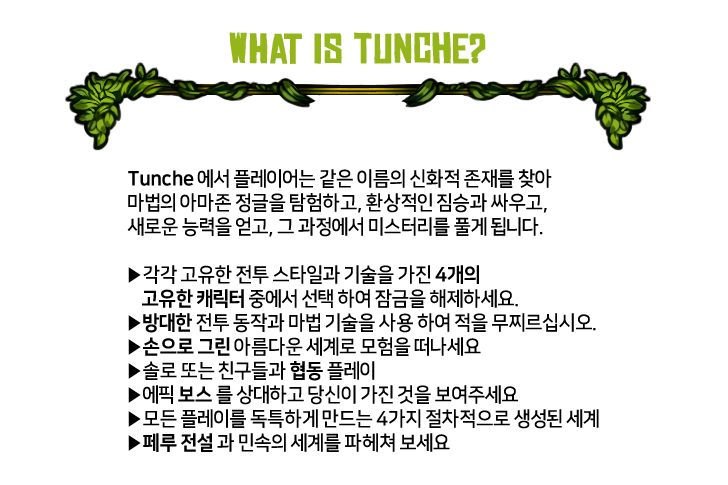 WHAT IS TUNCHE?
Tunche 에서 플레이어는 같은 이름의 신화적 존재를 찾아
마법의 아마존 정글을 탐험하고, 환상적인 짐승과 싸우고,
새로운 능력을 얻고, 그 과정에서 미스터리를 풀게 됩니다.
▶각각 고유한 전투 스타일과 기술을 가진 4개의
고유한 캐릭터 중에서 선택 하여 잠금을 해제하세요.
▶방대한 전투 동작과 마법 기술을 사용 하여 적을 무찌르십시오.
▶손으로 그린 아름다운 세계로 모험을 떠나세요
▶솔로 또는 친구들과 협동 플레이
▶에픽 보스 를 상대하고 당신이 가진 것을 보여주세요
▶모든 플레이를 독특하게 만드는 4가지 절차적으로 생성된 세계
▶페루 전설 과 민속의 세계를 파헤쳐 보세요